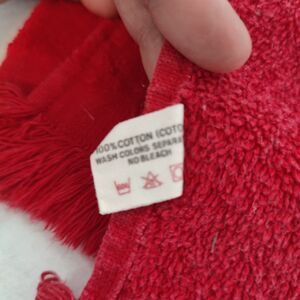 100% COTTON (COTO
WASH COLORS SEPARA
NO BLEACH